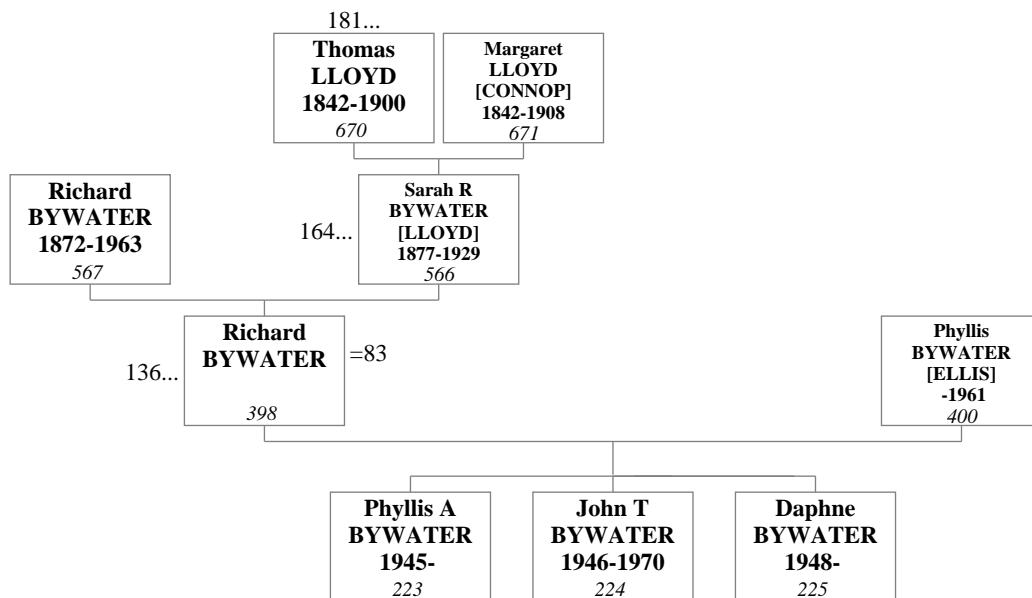 181...
Thomas
LLOYD
1842-1900
670
Margaret
LLOYD
[CONNOP]
1842-1908
671
Richard
BYWATER
1872-1963
567
164...
Sarah R
BYWATER
[LLOYD]
1877-1929
566
136...
Richard
BYWATER
398
=83
Phyllis
BYWATER
[ELLIS]
-1961
400
Phyllis A
BYWATER
1945-
223
John T
BYWATER
1946-1970
224
Daphne
BYWATER
1948-
225